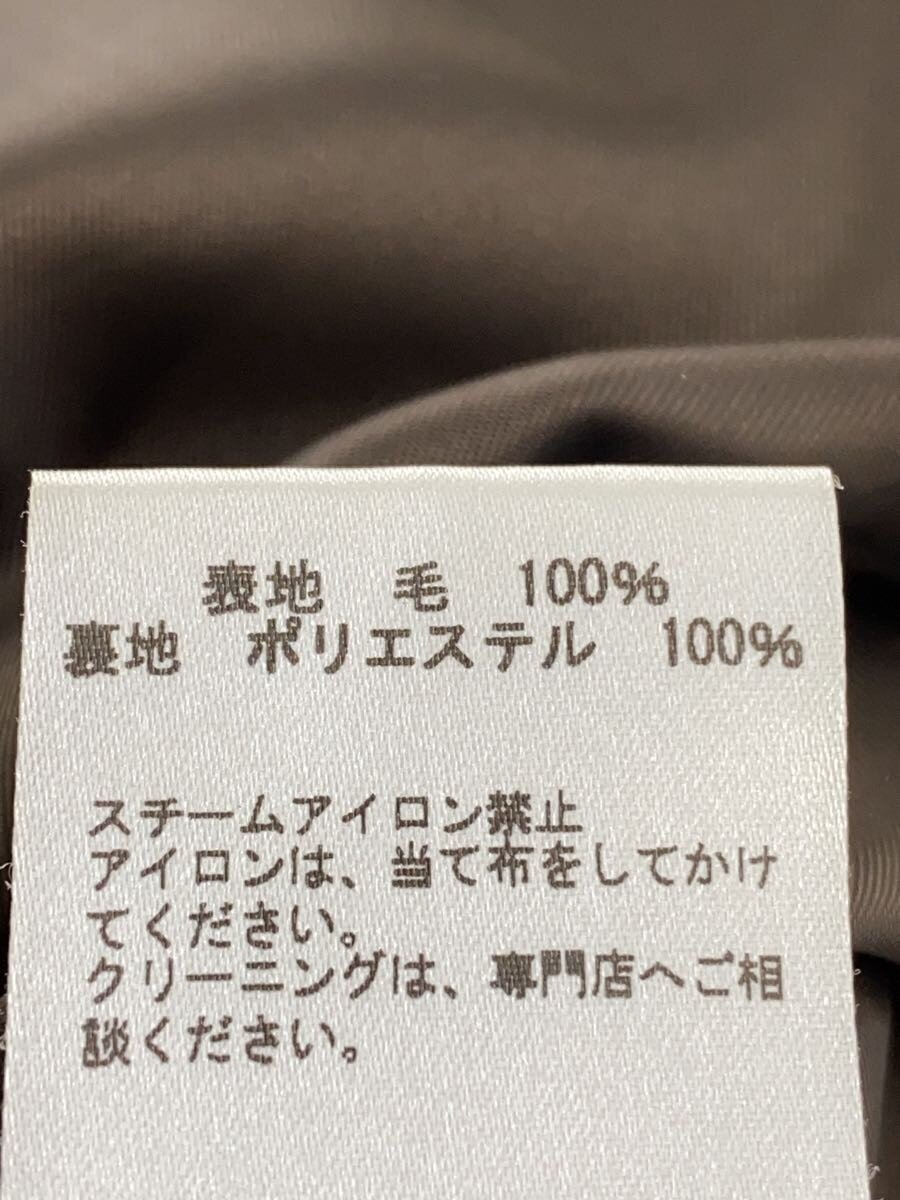 表地　毛　100%
裏地　ポリエステル　100%
スチームアイロン禁止
アイロンは、当て布をしてかけ
てください。
クリーニングは、専門店へご相
談ください。